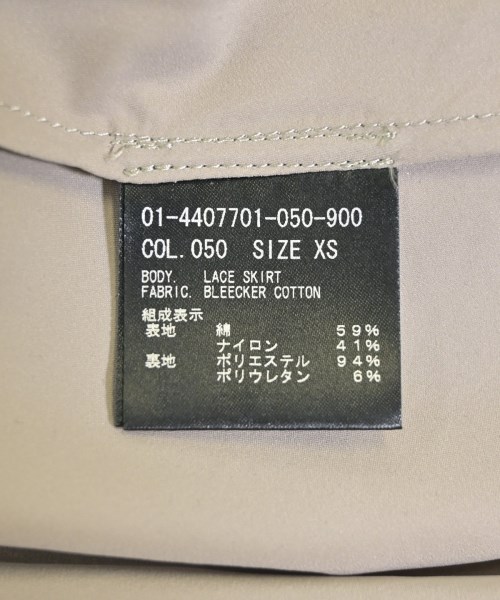 01-4407701-050-900
COL. 050 SIZE XS
BODY. LACE SKIRT
FABRIC. BLEECKER COTTON
組成表示
表地 綿 59%
ナイロン 41%
裏地 ポリエステル 94%
ポリウレタン 6%